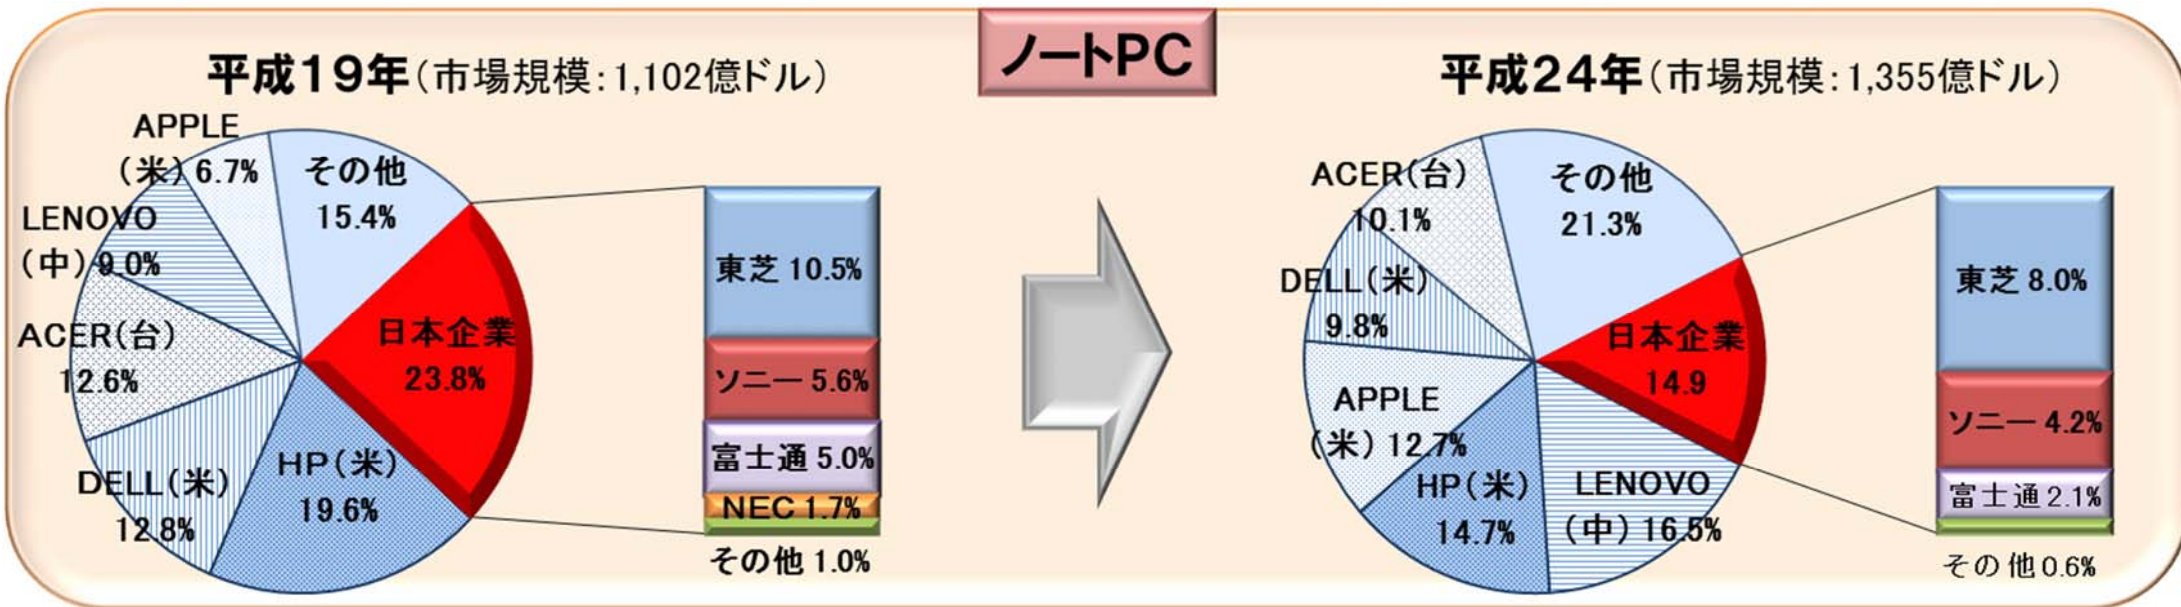 ノートPC
平成19年(市場規模:1,102億ドル)
APPLE
(米) 6.7%
その他
15.4%
LENOVO
(中) 9.0%
ACER(台)
12.6%
DELL(米)
12.8%
HP(米)
19.6%
日本企業
23.8%
東芝 10.5%
ソニー 5.6%
富士通 5.0%
NEC 1.7%
その他 1.0%
平成24年(市場規模:1,355億ドル)
ACER(台)
10.1%
その他
21.3%
DELL(米)
9.8%
APPLE
(米) 12.7%
HP(米)
14.7%
LENOVO
(中) 16.5%
日本企業
14.9
東芝 8.0%
ソニー 4.2%
富士通 2.1%
その他 0.6%